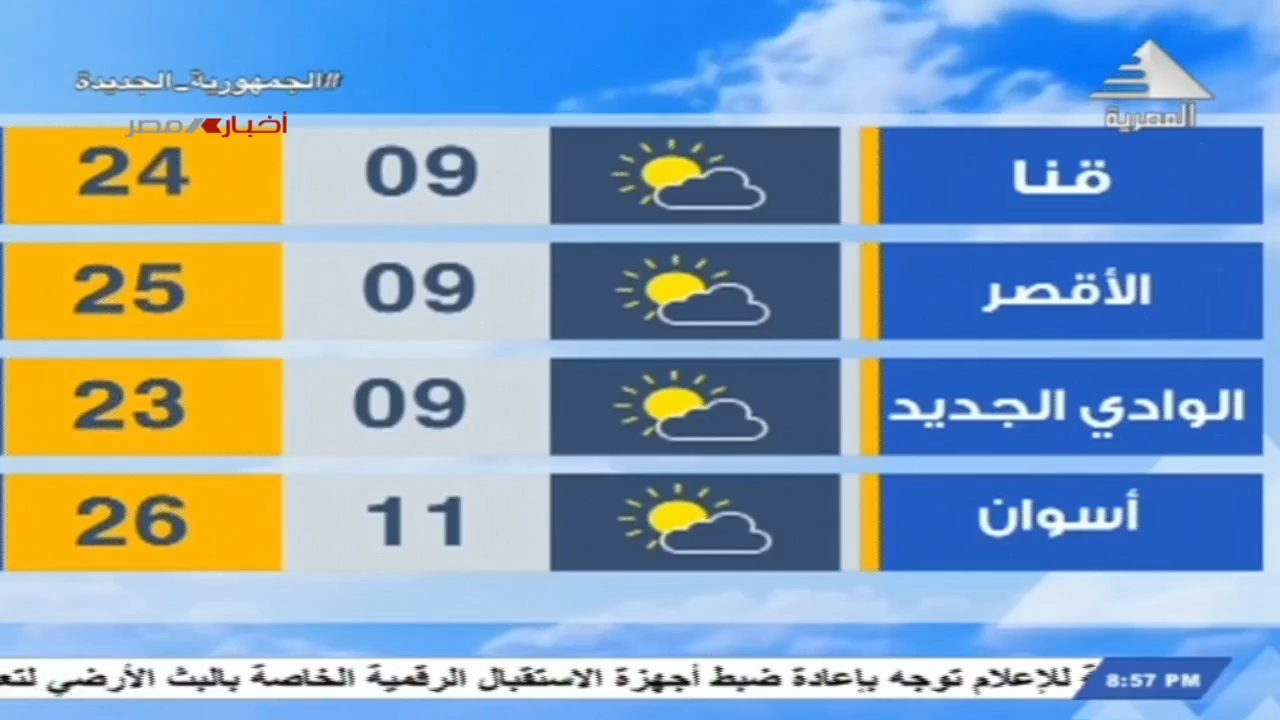 #الجمهورية_الجديدة
المصرية
أخبار مصر
قنا 09 24
الأقصر 09 25
الوادي الجديد 09 23
أسوان 11 26
8:57 PM
للإعلام توجه بإعادة ضبط أجهزة الاستقبال الرقمية الخاصة بالبث الأرضي